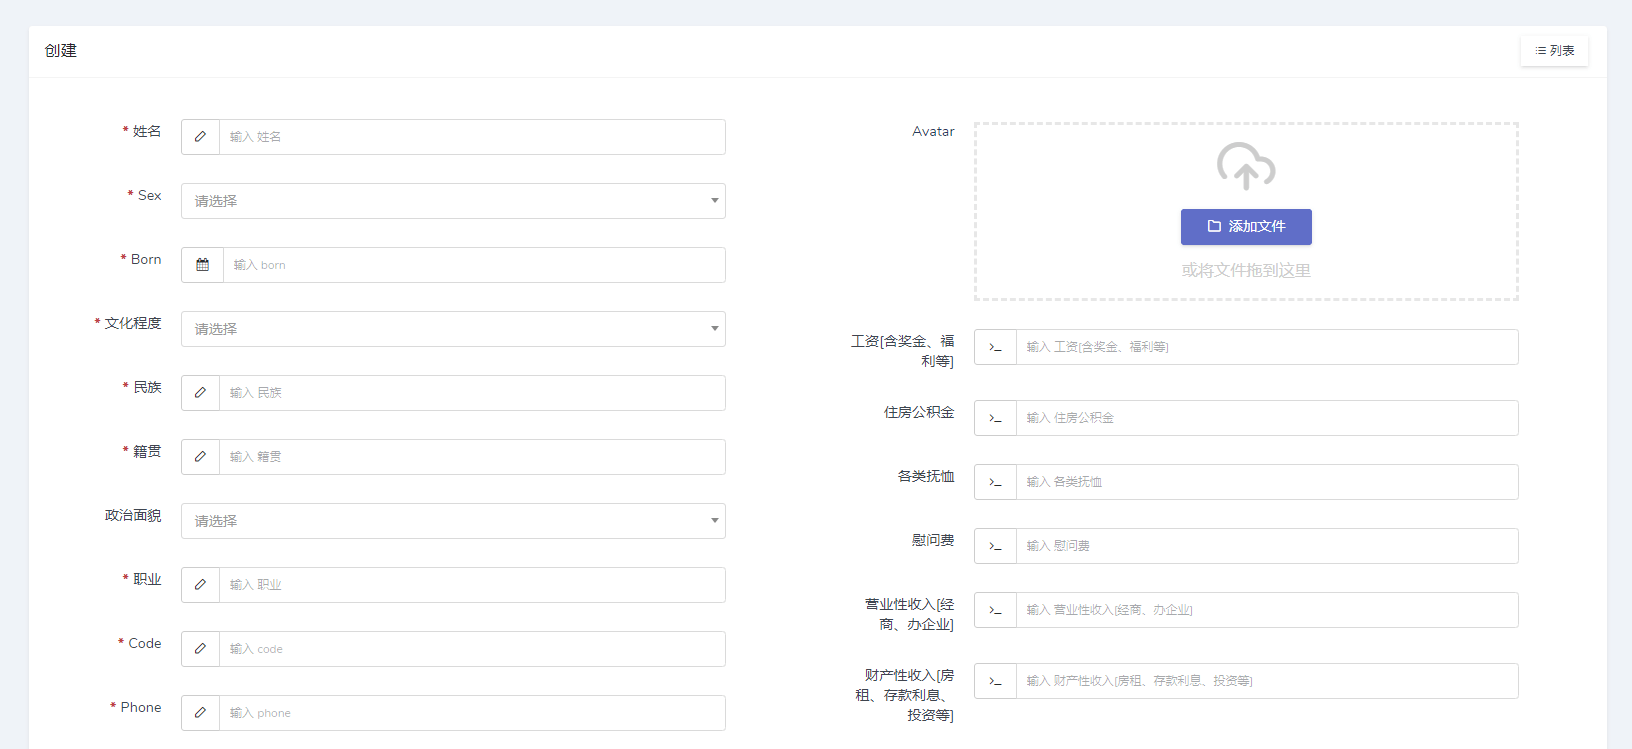 创建
列表
* 姓名
输入 姓名
* Sex
请选择
* Born
输入 born
* 文化程度
请选择
* 民族
输入 民族
* 籍贯
输入 籍贯
政治面貌
请选择
* 职业
输入 职业
* Code
输入 code
* Phone
输入 phone
Avatar
添加文件
或将文件拖到这里
工资[含奖金、福
利等]
输入 工资[含奖金、福利等]
住房公积金
输入 住房公积金
各类抚恤
输入 各类抚恤
慰问费
输入 慰问费
营业性收入[经
商、办企业]
输入 营业性收入[经商、办企业]
财产性收入[房
租、存款利息、
投资等]
输入 财产性收入[房租、存款利息、投资等]